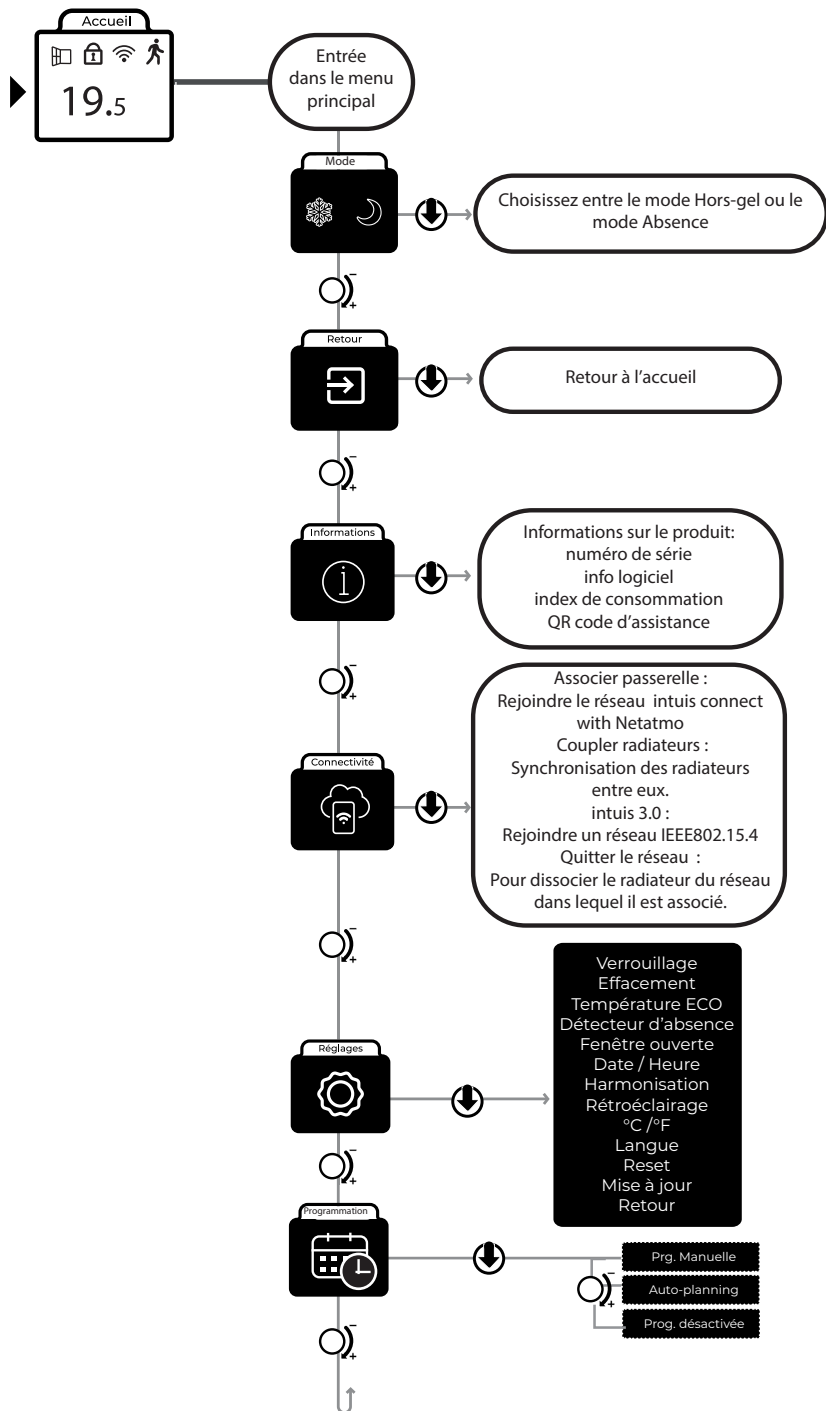 Accueil
19.5
Entrée
dans le menu
principal
Mode
Choisissez entre le mode Hors-gel ou le
mode Absence
-
+
Retour
Retour à l'accueil
-
+
Informations
i
Informations sur le produit:
numéro de série
info logiciel
index de consommation
QR code d'assistance
-
+
Connectivité
Associer passerelle :
Rejoindre le réseau intuis connect
with Netatmo
Coupler radiateurs :
Synchronisation des radiateurs
entre eux.
intuis 3.0 :
Rejoindre un réseau IEEE802.15.4
Quitter le réseau :
Pour dissocier le radiateur du réseau
dans lequel il est associé.
-
+
Réglages
Verrouillage
Effacement
Température ECO
Détecteur d'absence
Fenêtre ouverte
Date / Heure
Harmonisation
Rétroéclairage
°C /°F
Langue
Reset
Mise à jour
Retour
-
+
Programmation
Prg. Manuelle
Auto-planning
Prog. désactivée
-
+
-
+